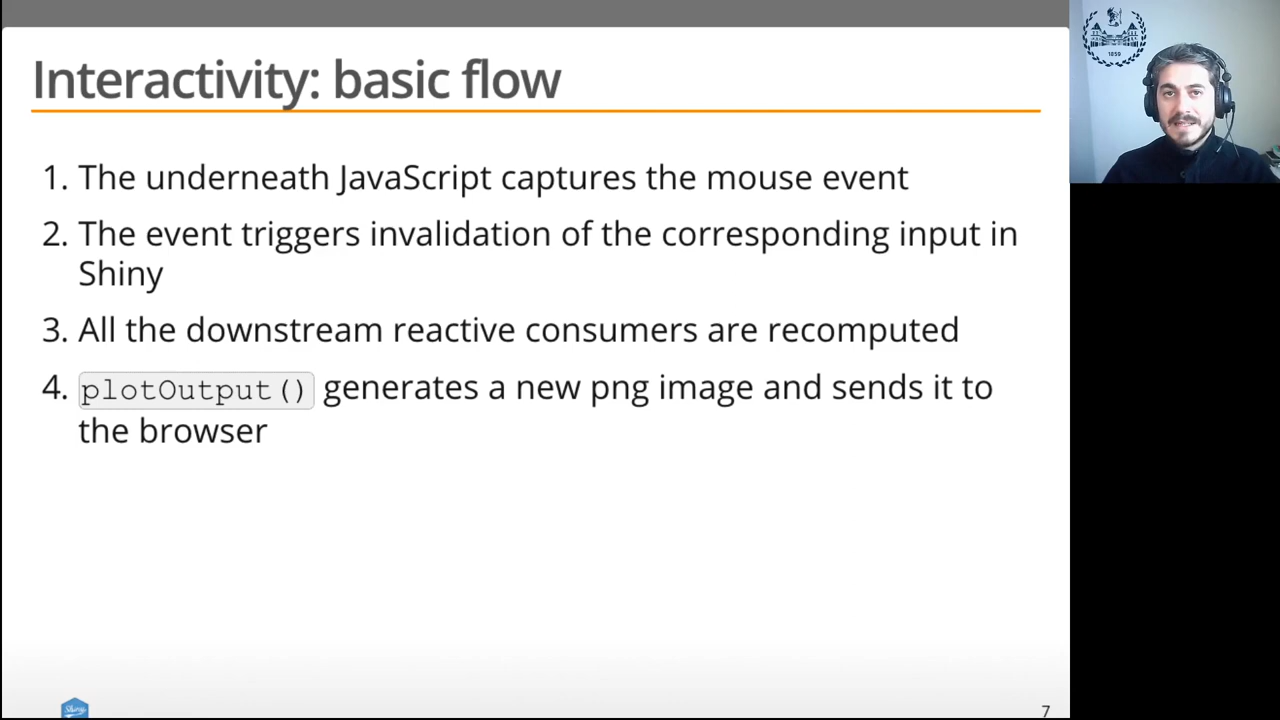 Interactivity: basic flow
1. The underneath JavaScript captures the mouse event
2. The event triggers invalidation of the corresponding input in
Shiny
3. All the downstream reactive consumers are recomputed
4. plotOutput() generates a new png image and sends it to
the browser
Shiny
7
1859